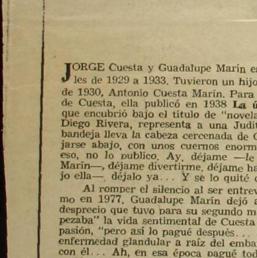 JORGE Cuesta y Guadalupe Marín
les de 1929 a 1933. Tuvieron un hijo
de 1930, Antonio Cuesta Marín. Para
de Cuesta, ella publicó en 1938 La
que encubrió bajo el título de "novela
Diego Rivera, representa a una Judit
bandeja lleva la cabeza cercenada de C
jarse abajo, con unos cuernos enorm
eso, no lo publico. Ay, déjame —le
Marín—, déjame divertirme, déjame ha
jo ella— déjalo ya... Y se lo quité
Al romper el silencio al ser entrev
mo en 1977, Guadalupe Marín dejó
desprecio que tuvo para su segundo m
pezaba" la vida sentimental de Cuesta
pasión, "pero así lo pagué después...
enfermedad glandular a raíz del emba
con él... Ah, en esa época pagué tod